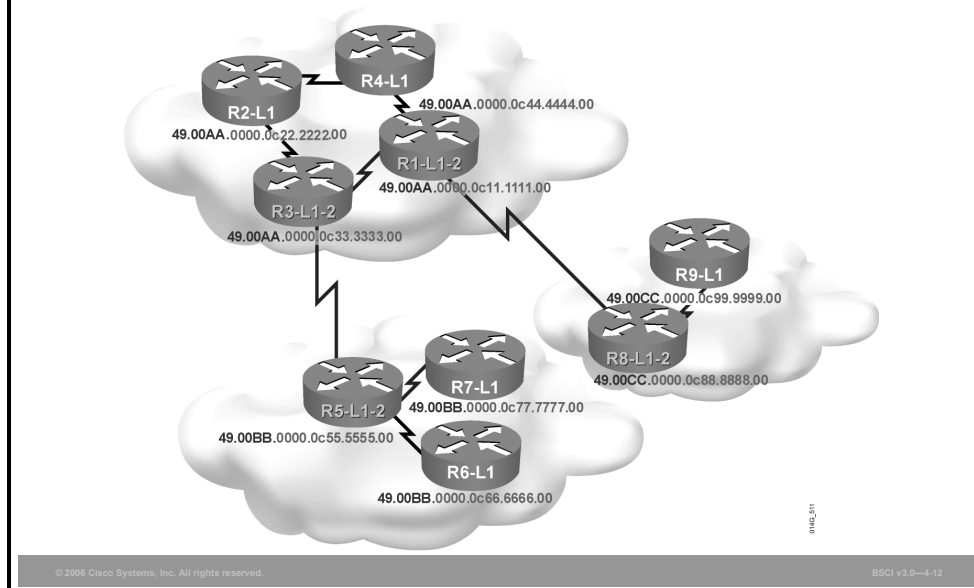 R4-L1
R2-L1
49.00AA.0000.0c44.4444.00
49.00AA.0000.0c22.2222.00
R1-L1-2
49.00AA.0000.0c11.1111.00
R3-L1-2
49.00AA.0000.0c33.3333.00
R9-L1
49.00CC.0000.0c99.9999.00
R8-L1-2
49.00CC.0000.0c88.8888.00
R7-L1
49.00BB.0000.0c77.7777.00
R5-L1-2
49.00BB.0000.0c55.5555.00
R6-L1
49.00BB.0000.0c66.6666.00
014G_511
© 2006 Cisco Systems, Inc. All rights reserved.
BSCI v3.0—4-12